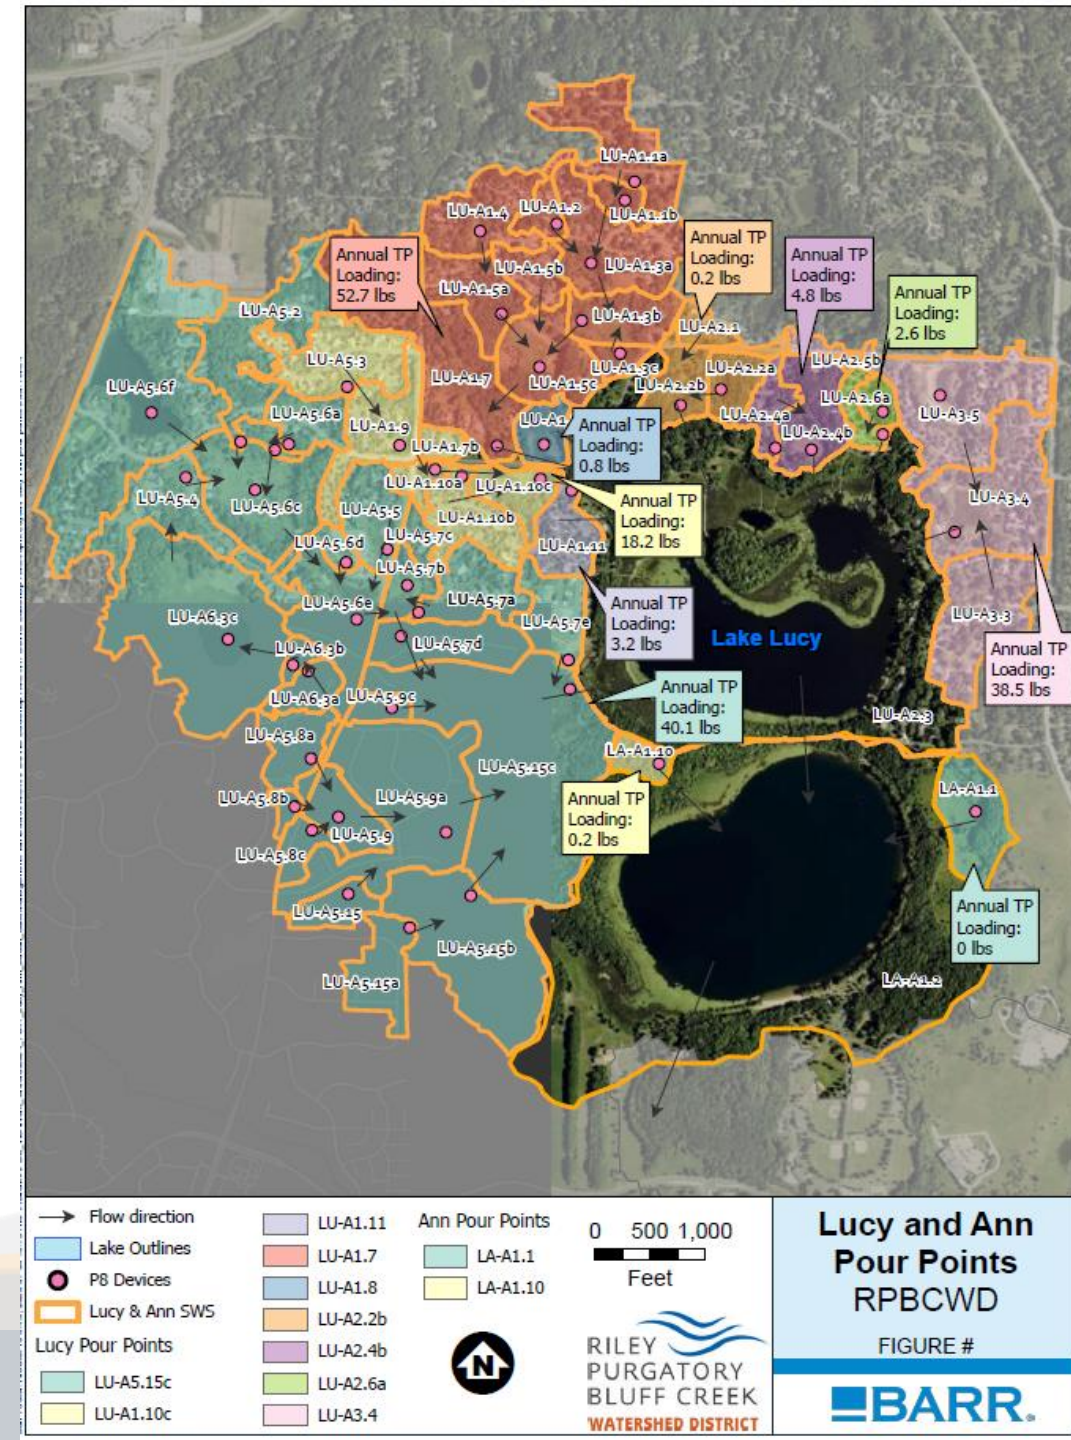 LU-A1.1a
LU-A1.2
LU-A1.4
LU-A1.1b
Annual TP
Loading:
52.7 lbs
LU-A1.5b
LU-A1.3a
LU-A1.5a
Annual TP
Loading:
0.2 lbs
Annual TP
Loading:
4.8 lbs
Annual TP
Loading:
2.6 lbs
LU-A5.2
LU-A1.3b
LU-A2.1
LU-A5.3
LU-A1.3c
LU-A2.5b
LU-A2.2a
LU-A5.6f
LU-A1.7
LU-A1.5c
LU-A2.2b
LU-A2.6a
LU-A5.6a
LU-A1.9
LU-A1
LU-A2.4a
LU-A2.4b
LU-A3.5
LU-A1.7b
Annual TP
Loading:
0.8 lbs
LU-A5.4
LU-A5.6c
LU-A1.10a
LU-A1.10c
LU-A3.4
LU-A5.5
LU-A1.10b
Annual TP
Loading:
18.2 lbs
LU-A5.7c
LU-A5.6d
LU-A1.11
LU-A5.7b
LU-A6.3c
LU-A5.6e
LU-A5.7a
LU-A5.7e
Annual TP
Loading:
3.2 lbs
LU-A3.3
LU-A6.3b
LU-A5.7d
Lake Lucy
Annual TP
Loading:
38.5 lbs
LU-A6.3a
LU-A5.9c
Annual TP
Loading:
40.1 lbs
LU-A2.3
LU-A5.8a
LU-A5.15c
LA-A1.10
LU-A5.8b
LU-A5.9a
Annual TP
Loading:
0.2 lbs
LA-A1.1
LU-A5.9
LU-A5.8c
LU-A5.15
Annual TP
Loading:
0 lbs
LU-A5.15b
LU-A5.15a
LA-A1.2
Flow direction
Lake Outlines
P8 Devices
Lucy & Ann SWS
Lucy Pour Points
LU-A5.15c
LU-A1.10c
LU-A1.11
LU-A1.7
LU-A1.8
LU-A2.2b
LU-A2.4b
LU-A2.6a
LU-A3.4
Ann Pour Points
LA-A1.1
LA-A1.10
N
0 500 1,000
Feet
RILEY
PURGATORY
BLUFF CREEK
WATERSHED DISTRICT
Lucy and Ann
Pour Points
RPBCWD
FIGURE #
BARR